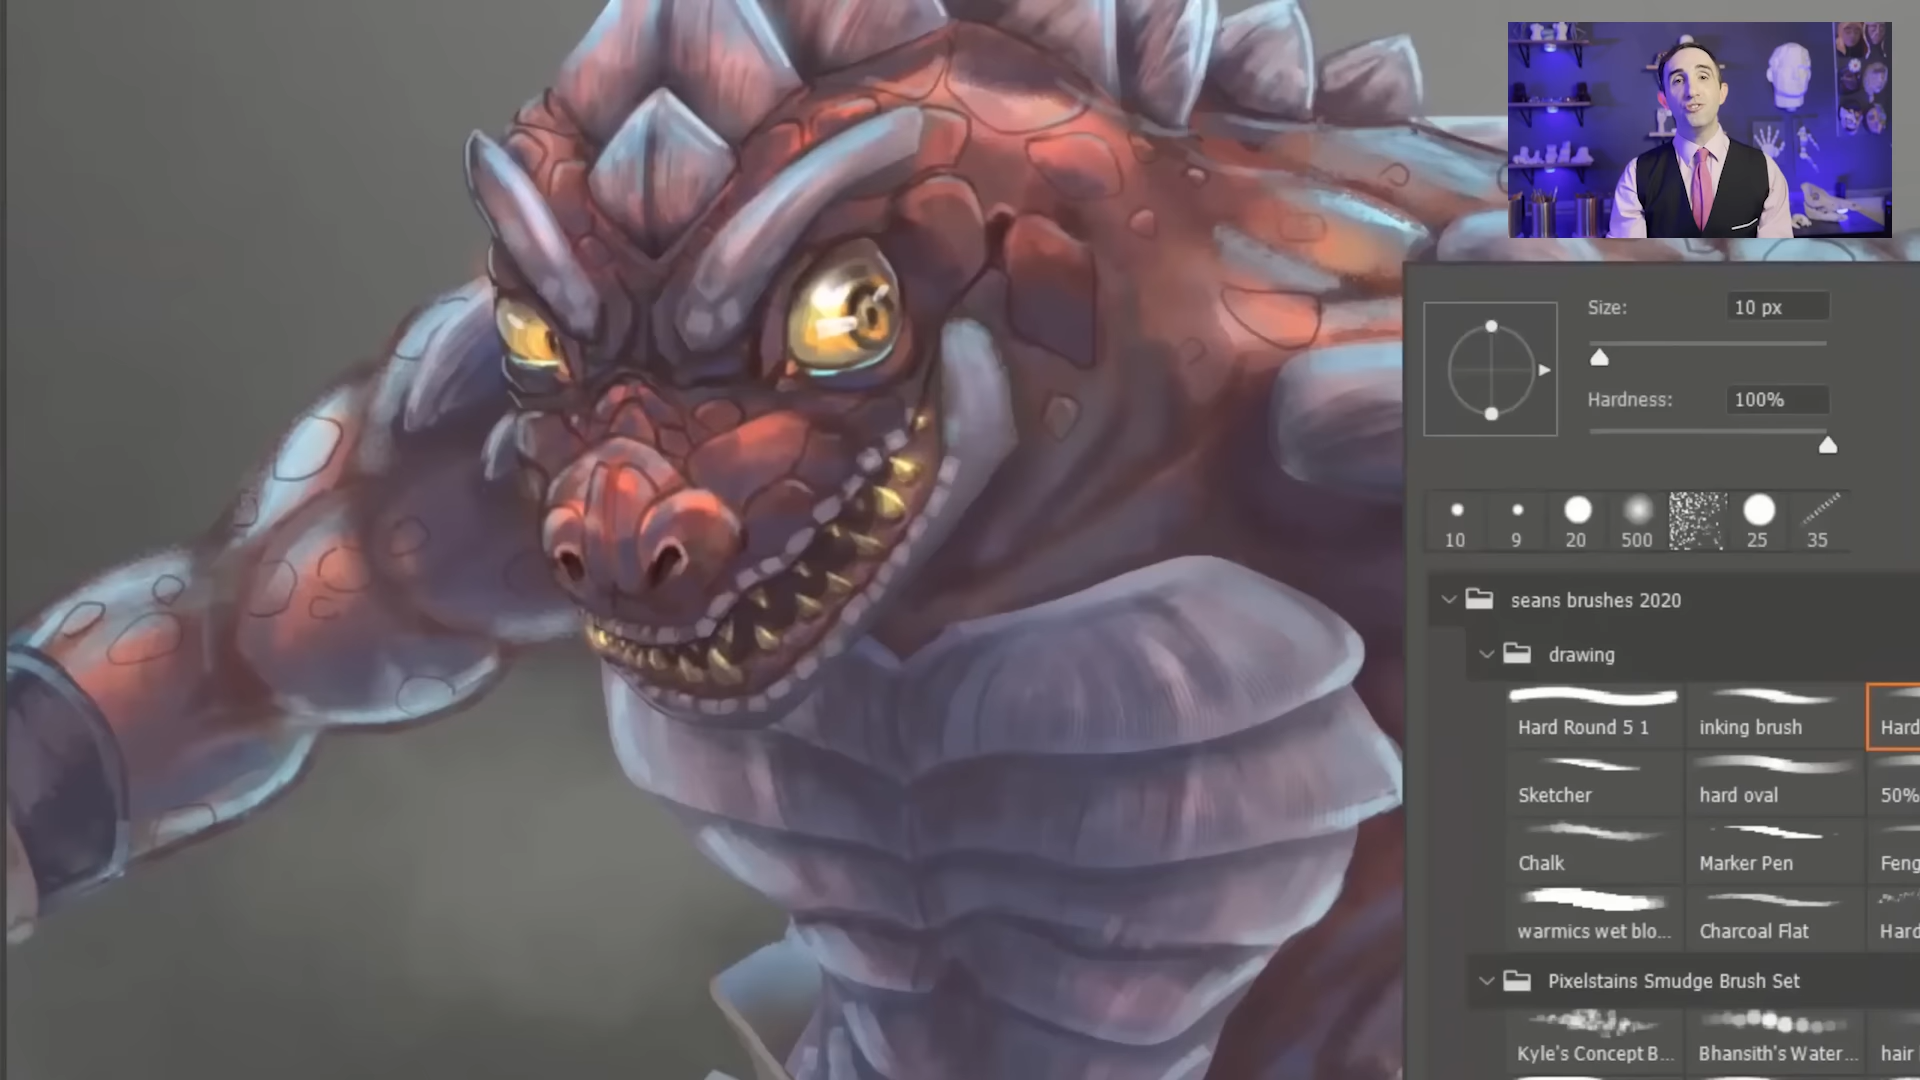 Size: 10 px
Hardness: 100%
10 9 20 500 25 35
seans brushes 2020
drawing
Hard Round 5 1 inking brush Hard
Sketcher hard oval 50%
Chalk Marker Pen Feng
warmics wet blo... Charcoal Flat Hard
Pixelstains Smudge Brush Set
Kyle's Concept B... Bhansith's Water... hair